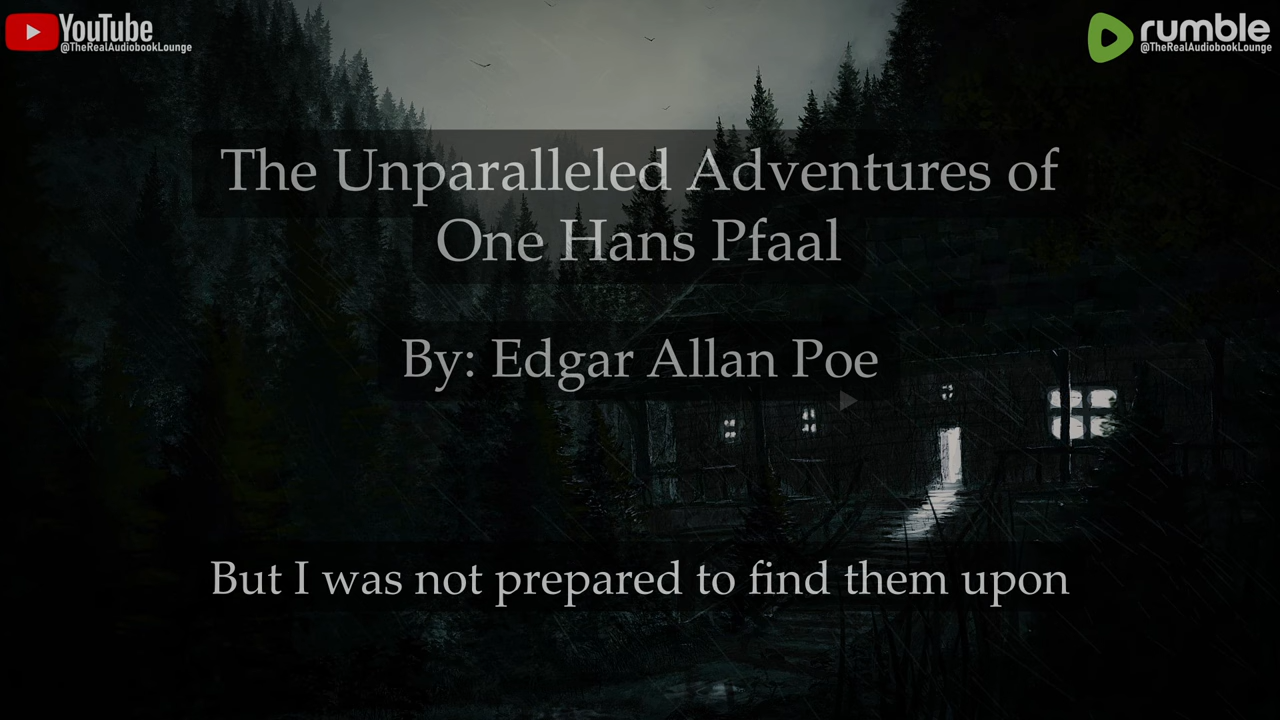 YouTube
@TheRealAudiobookLounge
rumble
@TheRealAudiobookLounge
The Unparalleled Adventures of
One Hans Pfaal
By: Edgar Allan Poe
But I was not prepared to find them upon